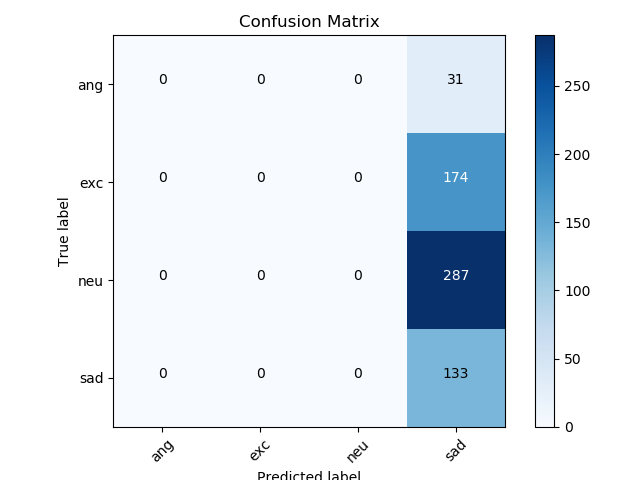 Confusion Matrix
ang 0 0 0 31
exc 0 0 0 174
neu 0 0 0 287
sad 0 0 0 133
ang exc neu sad
True label
Predicted label
250
200
150
100
50
0